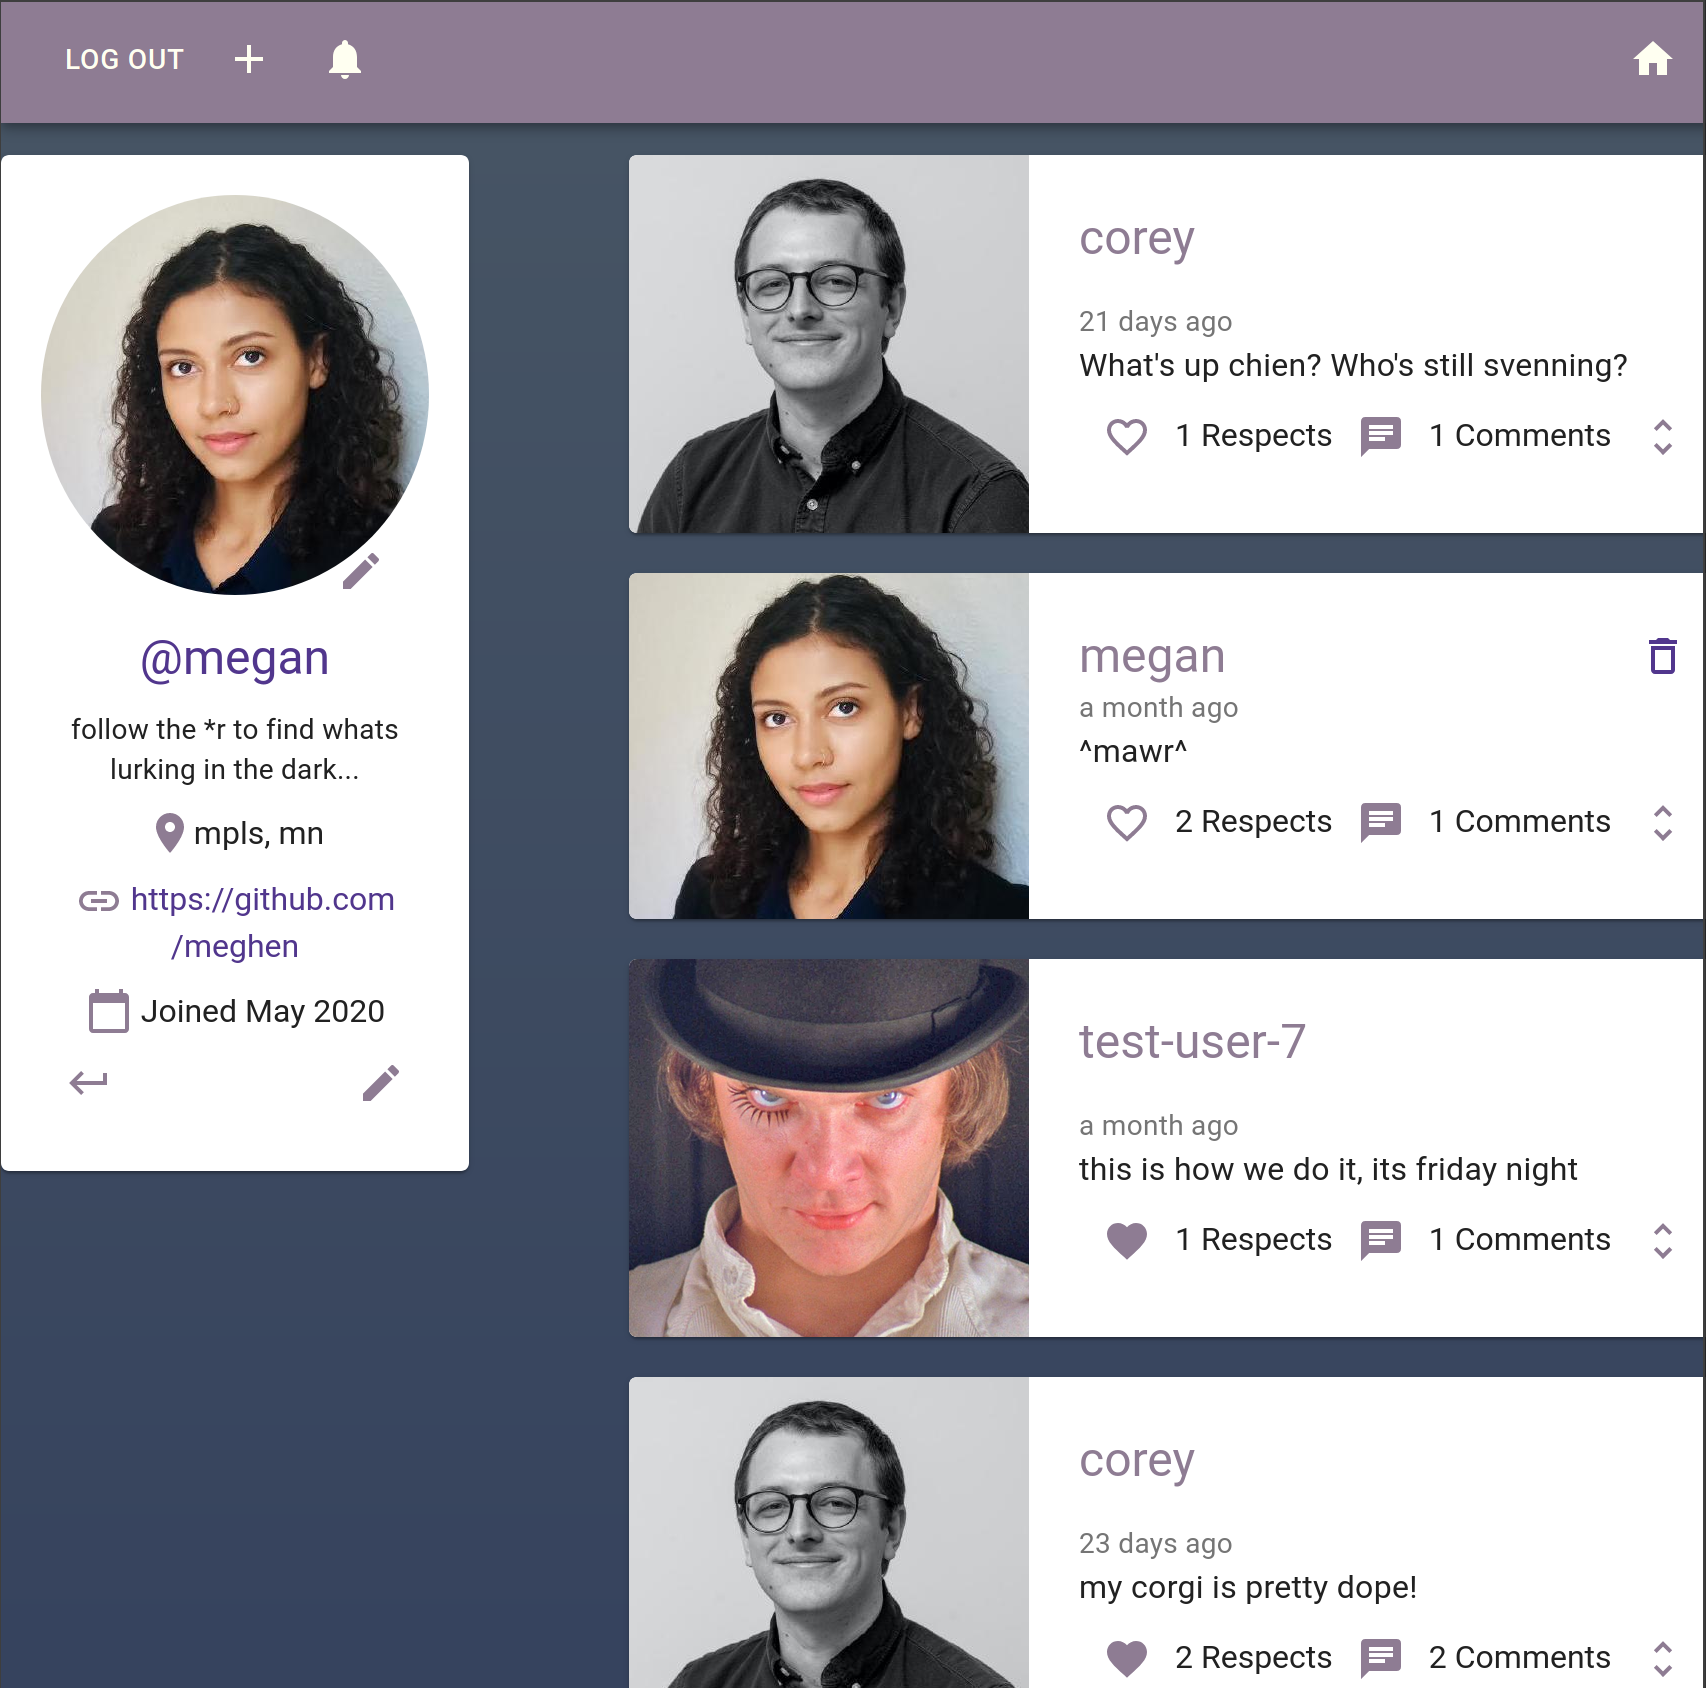 LOG OUT
@megan
follow the *r to find whats
lurking in the dark...
mpls, mn
https://github.com
/meghen
Joined May 2020
corey
21 days ago
What's up chien? Who's still svenning?
1 Respects 1 Comments
megan
a month ago
^mawr^
2 Respects 1 Comments
test-user-7
a month ago
this is how we do it, its friday night
1 Respects 1 Comments
corey
23 days ago
my corgi is pretty dope!
2 Respects 2 Comments